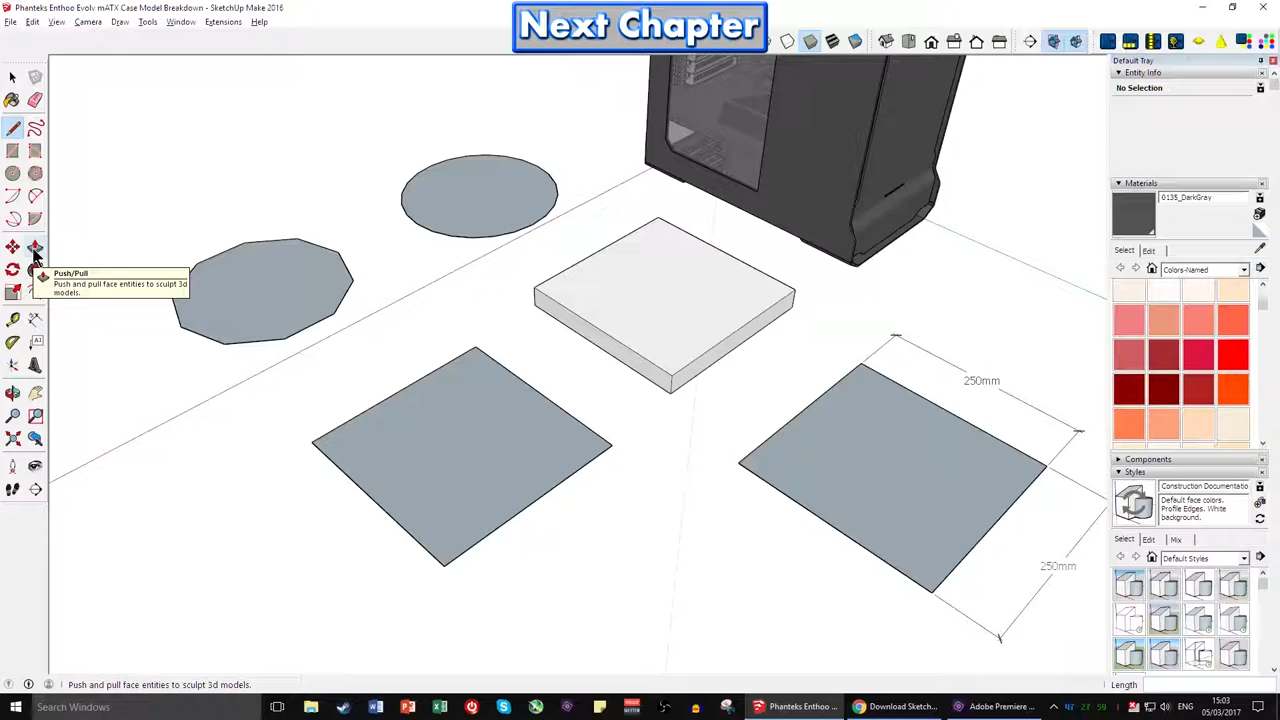 Phanteks Enthoo Evolv mATX Case Model Breakdown - SketchUp Make 2016
File Edit View Camera Draw Tools Window Extensions Help
Next Chapter
Default Tray
Entity Info
No Selection
Push/Pull
Push and pull face entities to sculpt 3d
models.
Materials
0135_DarkGray
Select Edit
Colors-Named
250mm
250mm
Components
Styles
Construction Documentatio
Default face colors.
Profile Edges. White
background.
Select Edit Mix
Default Styles
Push and pull face entities to sculpt 3d models.
Length
Search Windows
Phanteks Enthoo ...
Download Sketch...
Adobe Premiere ...
47 27 59
15:03
05/03/2017